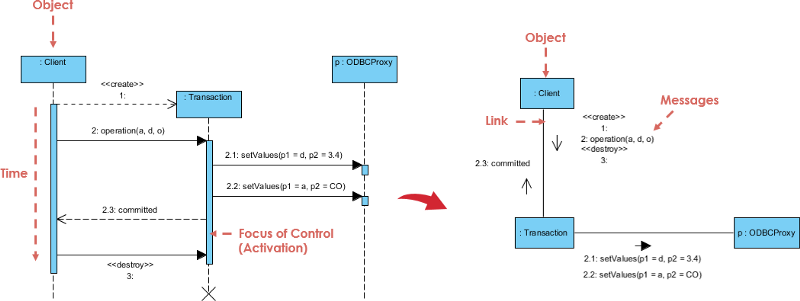 Object
: Client
p : ODBCProxy
<<create>>
1:
: Transaction
2: operation(a, d, o)
2.1: setValues(p1 = d, p2 = 3.4)
Time
2.2: setValues(p1 = a, p2 = CO)
2.3: committed
Focus of Control
(Activation)
<<destroy>>
3:
Object
: Client
Messages
Link
<<create>>
1:
2: operation(a, d, o)
<<destroy>>
3:
2.3: committed
: Transaction
p : ODBCProxy
2.1: setValues(p1 = d, p2 = 3.4)
2.2: setValues(p1 = a, p2 = CO)